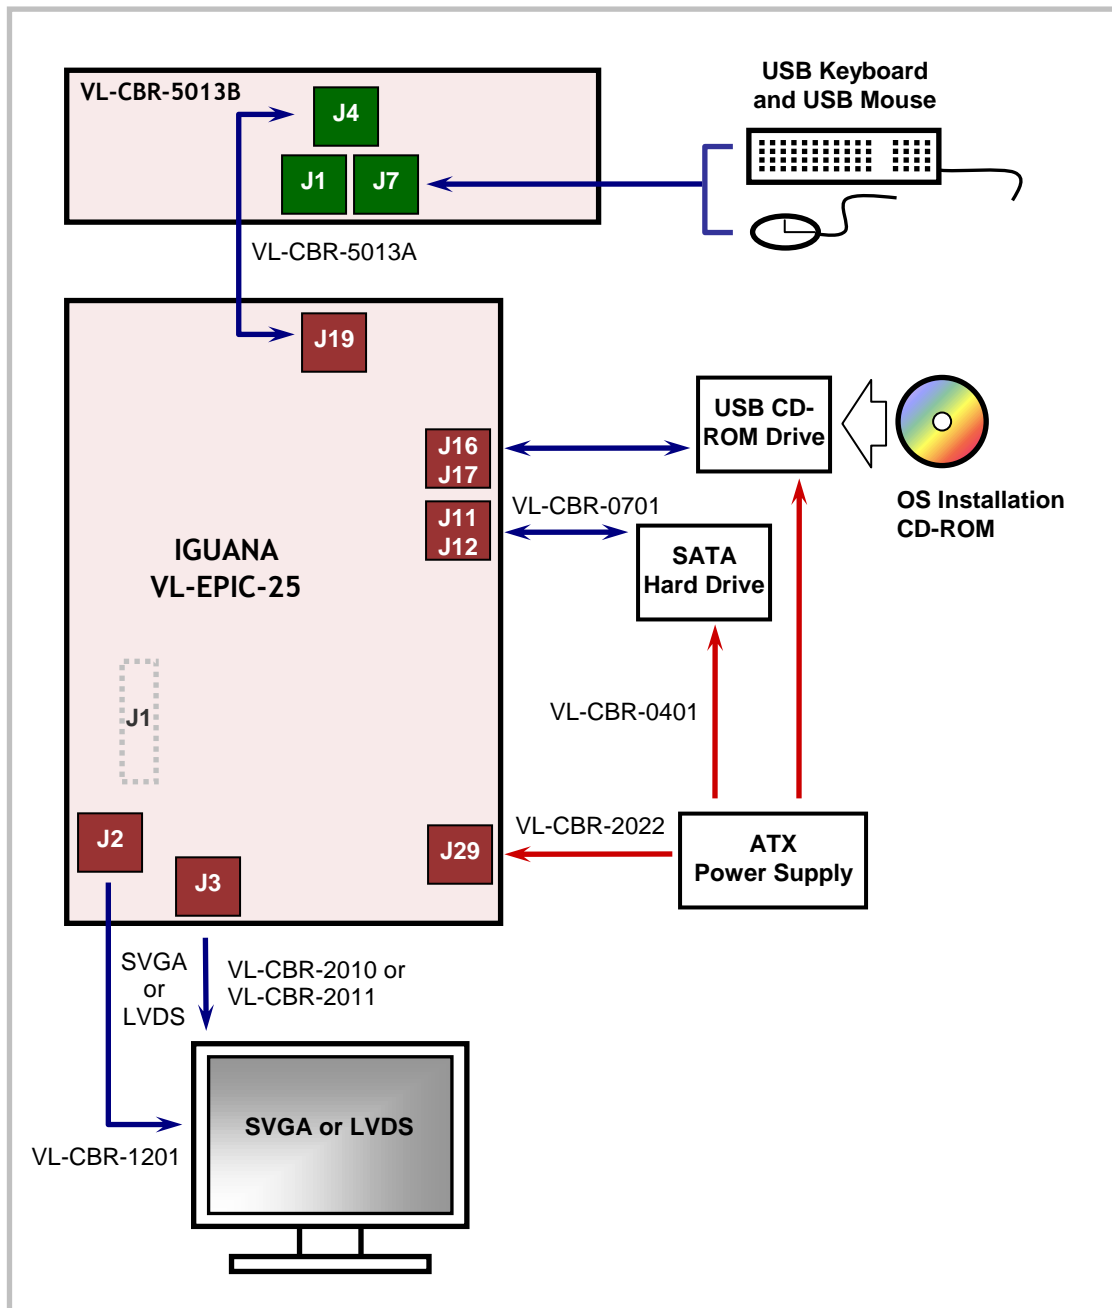 VL-CBR-5013B
J4
J1
J7
USB Keyboard
and USB Mouse
VL-CBR-5013A
J19
J16
J17
USB CD-
ROM Drive
OS Installation
CD-ROM
VL-CBR-0701
J11
J12
SATA
Hard Drive
IGUANA
VL-EPIC-25
J1
VL-CBR-0401
J2
J3
J29
VL-CBR-2022
ATX
Power Supply
SVGA
or
LVDS
VL-CBR-2010 or
VL-CBR-2011
SVGA or LVDS
VL-CBR-1201